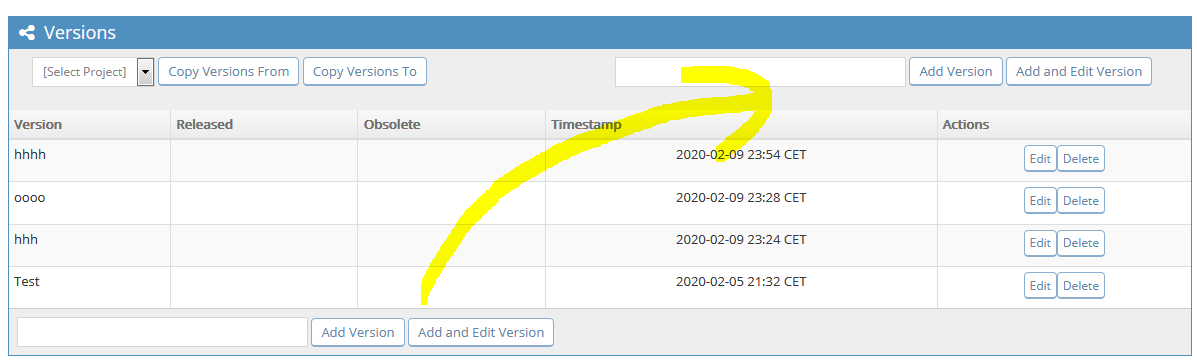 Versions
[Select Project] Copy Versions From Copy Versions To Add Version Add and Edit Version
Version Released Obsolete Timestamp Actions
hhhh 2020-02-09 23:54 CET Edit Delete
oooo 2020-02-09 23:28 CET Edit Delete
hhh 2020-02-09 23:24 CET Edit Delete
Test 2020-02-05 21:32 CET Edit Delete
Add Version Add and Edit Version